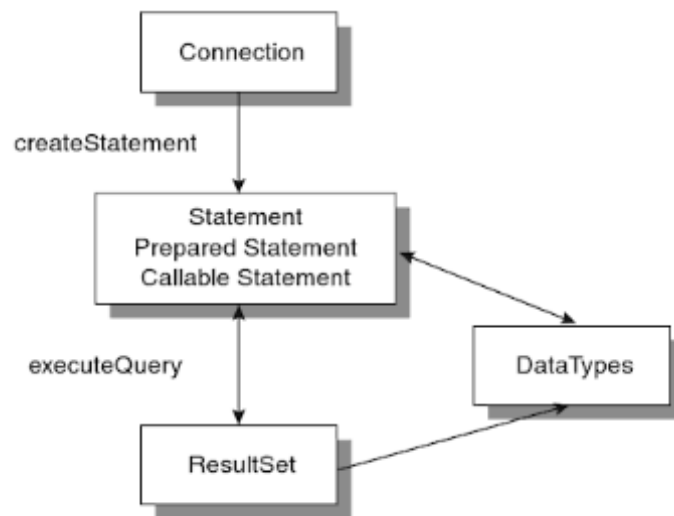 Connection
createStatement
Statement
Prepared Statement
Callable Statement
executeQuery
DataTypes
ResultSet